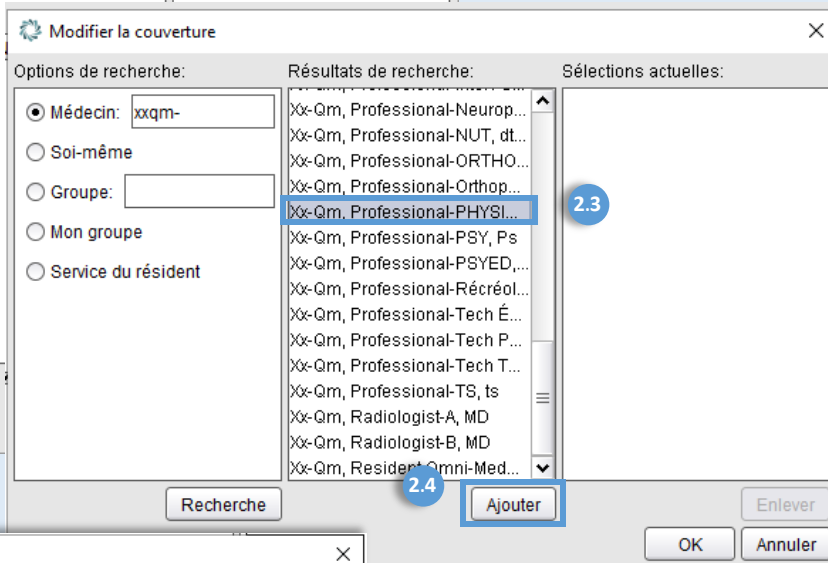 Modifier la couverture
Options de recherche:
Résultats de recherche:
Sélections actuelles:
Médecin: xxqm-
Soi-même
Groupe:
Mon groupe
Service du résident
Xx-Qm, Professional-Neurop...
Xx-Qm, Professional-NUT, dt...
Xx-Qm, Professional-ORTHO...
Xx-Qm, Professional-Orthop...
Xx-Qm, Professional-PHYSI...
2.3
Xx-Qm, Professional-PSY, Ps
Xx-Qm, Professional-PSYED,...
Xx-Qm, Professional-Récréol...
Xx-Qm, Professional-Tech É...
Xx-Qm, Professional-Tech P...
Xx-Qm, Professional-Tech T...
Xx-Qm, Professional-TS, ts
Xx-Qm, Radiologist-A, MD
Xx-Qm, Radiologist-B, MD
Xx-Qm, Resident Omni-Med...
2.4
Recherche
Ajouter
Enlever
OK
Annuler